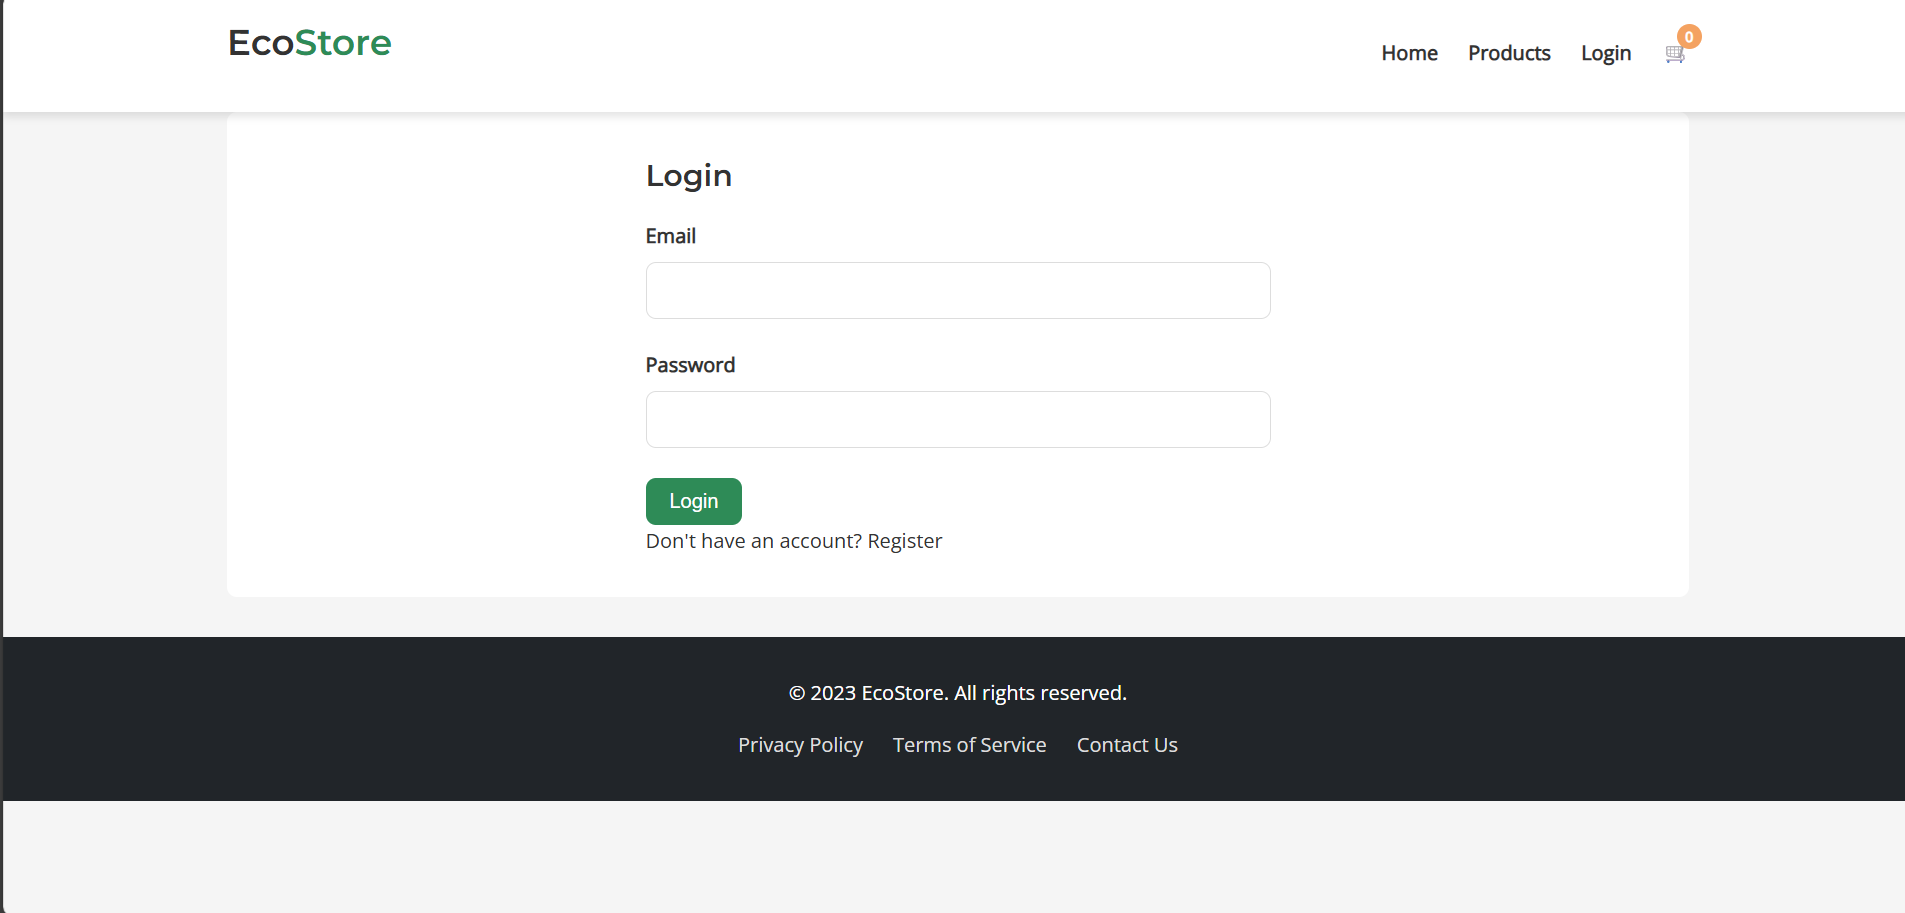 EcoStore
Home Products Login 0
Login
Email
Password
Login
Don't have an account? Register
© 2023 EcoStore. All rights reserved.
Privacy Policy Terms of Service Contact Us